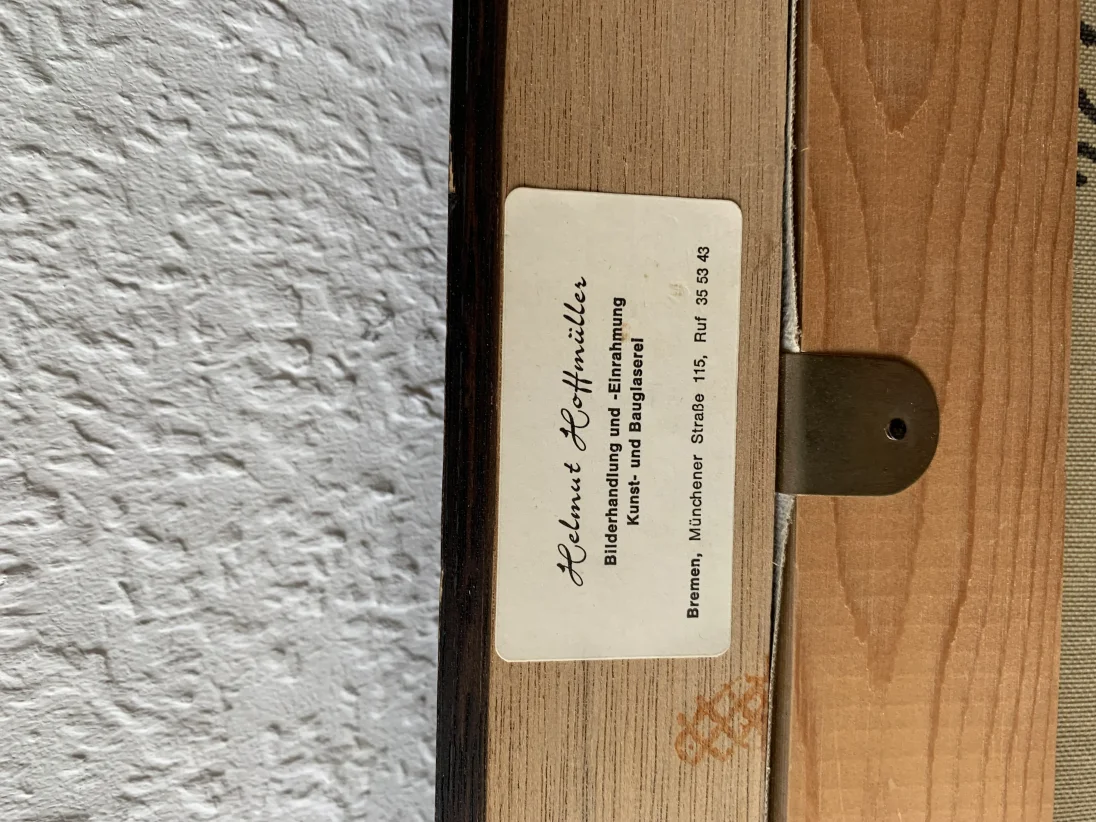 Helmut Hoffmüller
Bilderhandlung und -Einrahmung
Kunst- und Bauglaserei
Bremen, Münchener Straße 115, Ruf 35 53 43